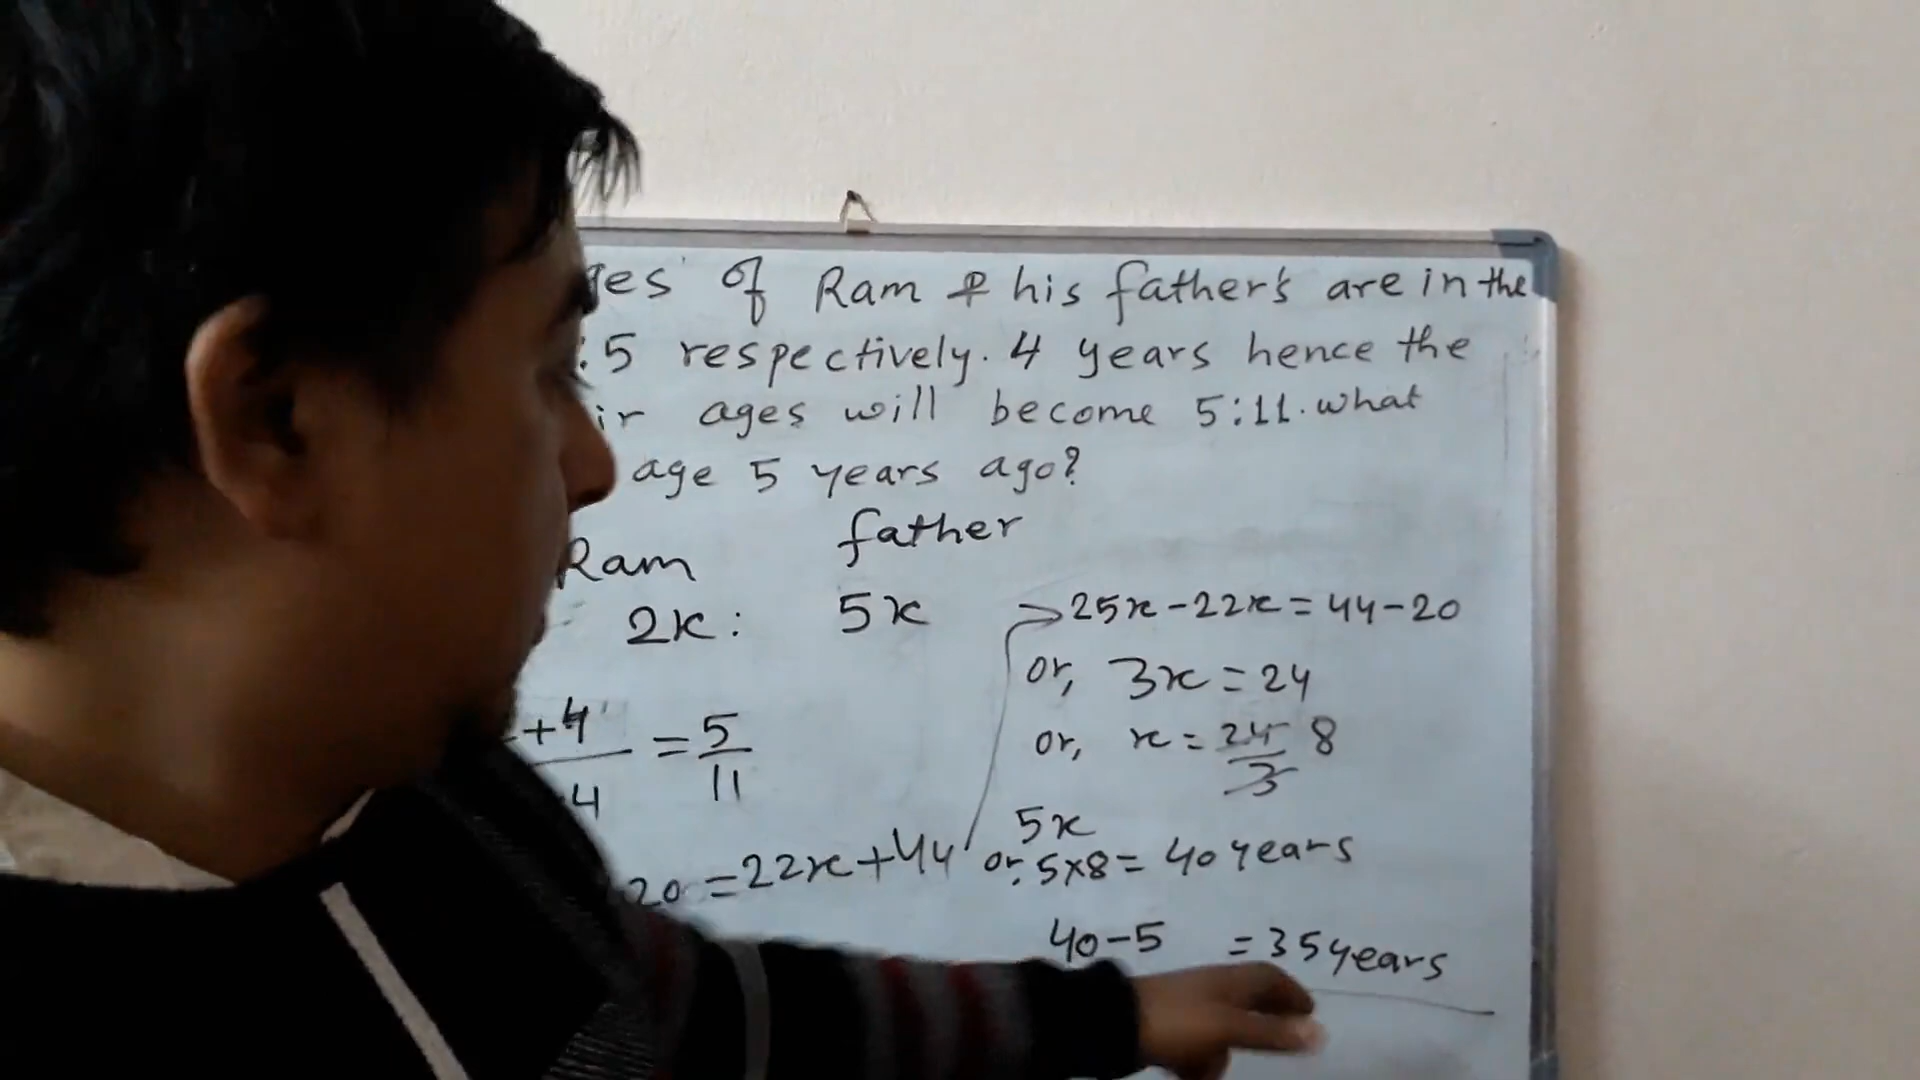 of Ram & his father's are in the
:5 respectively. 4 years hence the
ages will become 5:11. what
age 5 years ago?
Ram father
2x: 5x
+4 = 5
4 11
20 = 22x+44
25x-22x=44-20
or, 3x=24
or, x = 24 8
3
5x
or, 5x8= 40 years
40-5 = 35 years